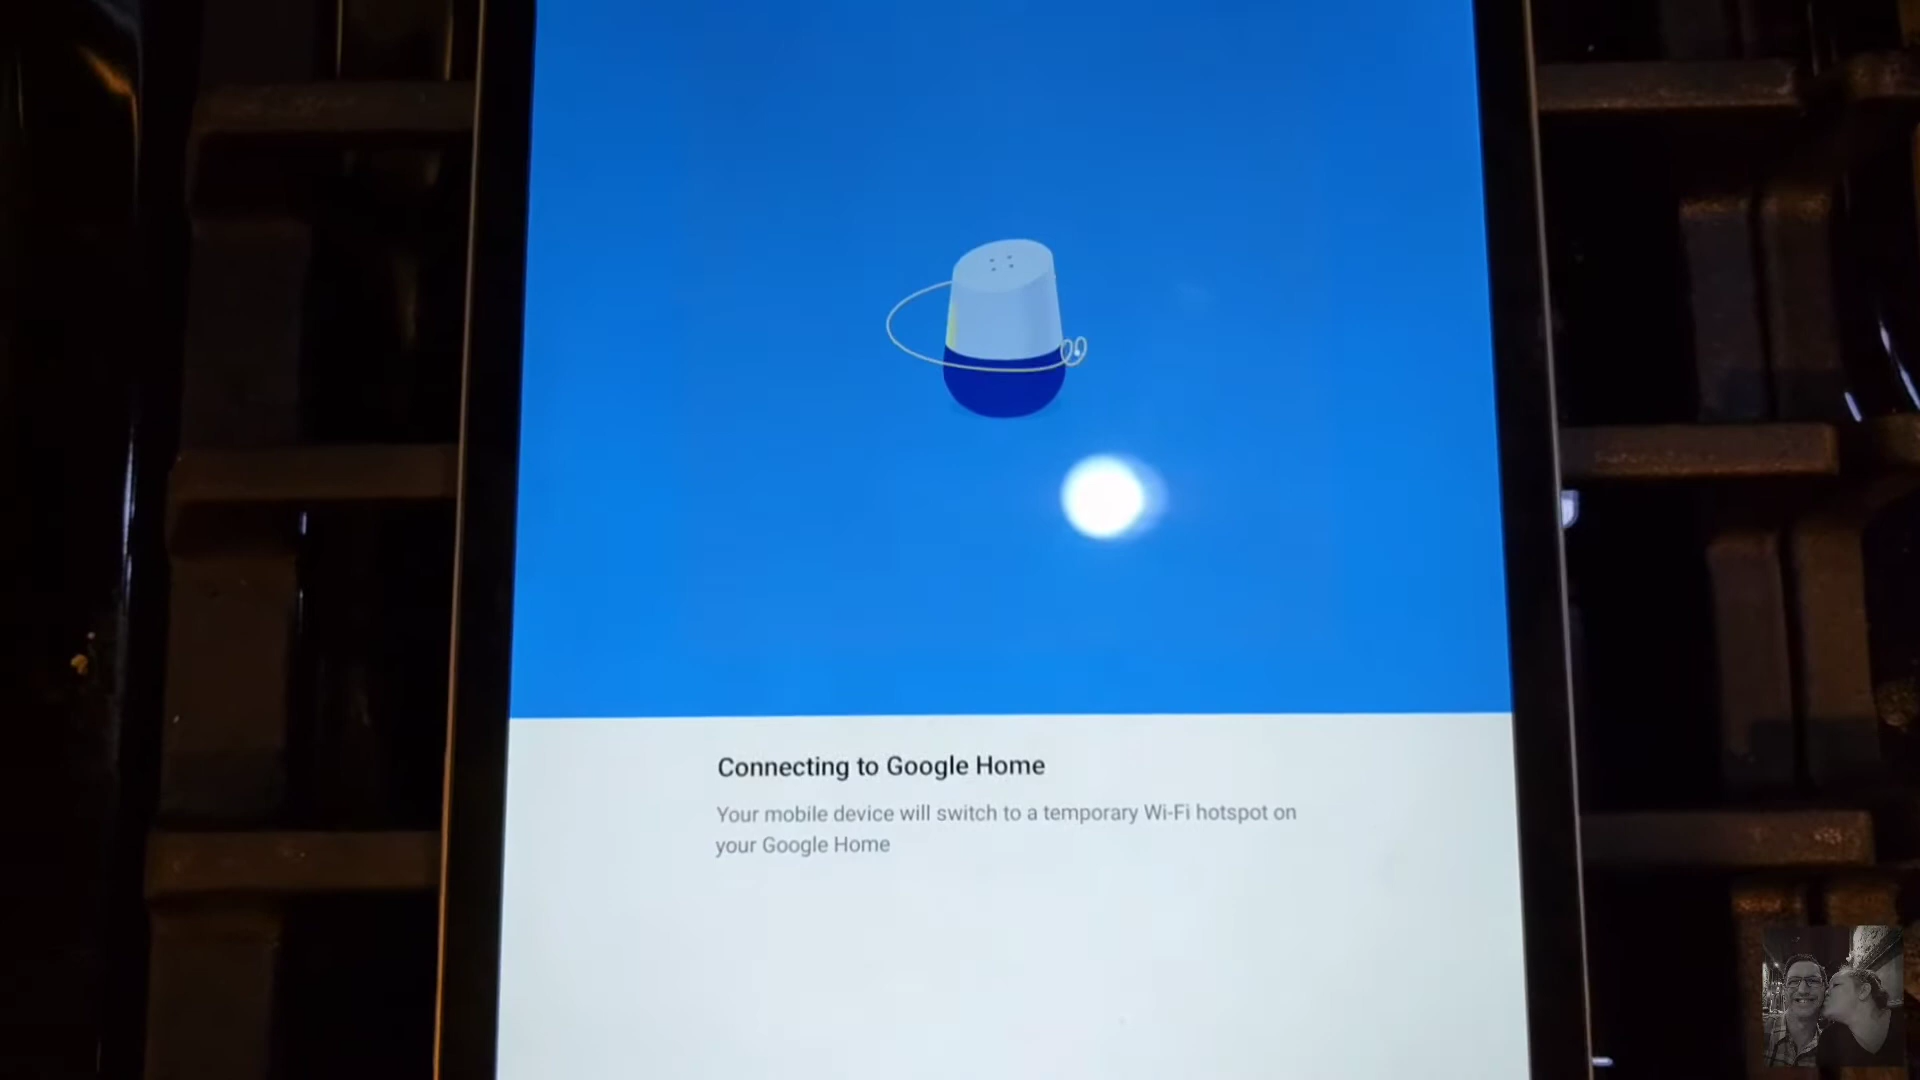 Connecting to Google Home
Your mobile device will switch to a temporary Wi-Fi hotspot on
your Google Home